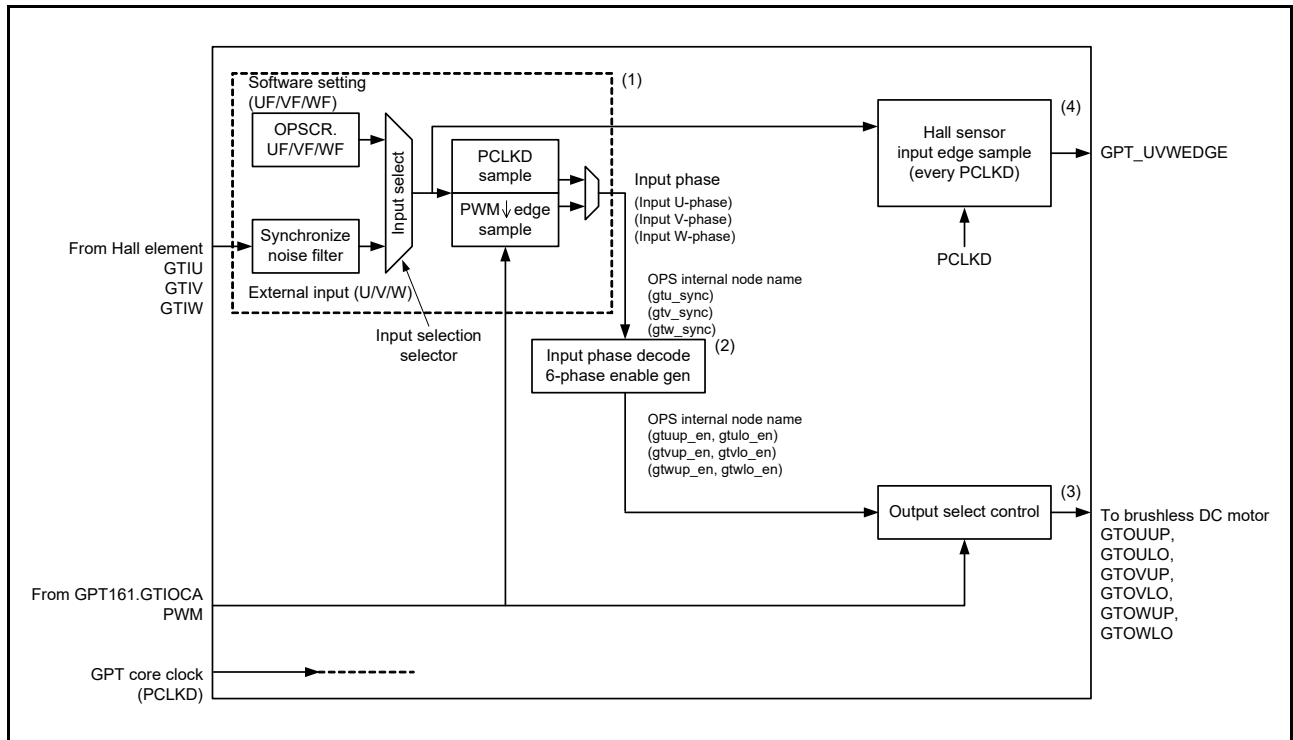 Software setting
(UF/VF/WF)
(1)
OPSCR.
UF/VF/WF
Input select
PCLKD
sample
PWM↓edge
sample
Synchronize
noise filter
External input (U/V/W)
Input selection
selector
From Hall element
GTIU
GTIV
GTIW
Input phase
(Input U-phase)
(Input V-phase)
(Input W-phase)
(4)
Hall sensor
input edge sample
(every PCLKD)
GPT_UVWEDGE
PCLKD
OPS internal node name
(gtu_sync)
(gtv_sync)
(gtw_sync)
(2)
Input phase decode
6-phase enable gen
OPS internal node name
(gtuup_en, gtulo_en)
(gtvup_en, gtvlo_en)
(gtwup_en, gtwlo_en)
(3)
Output select control
To brushless DC motor
GTOUUP,
GTOULO,
GTOVUP,
GTOVLO,
GTOWUP,
GTOWLO
From GPT161.GTIOCA
PWM
GPT core clock
(PCLKD)